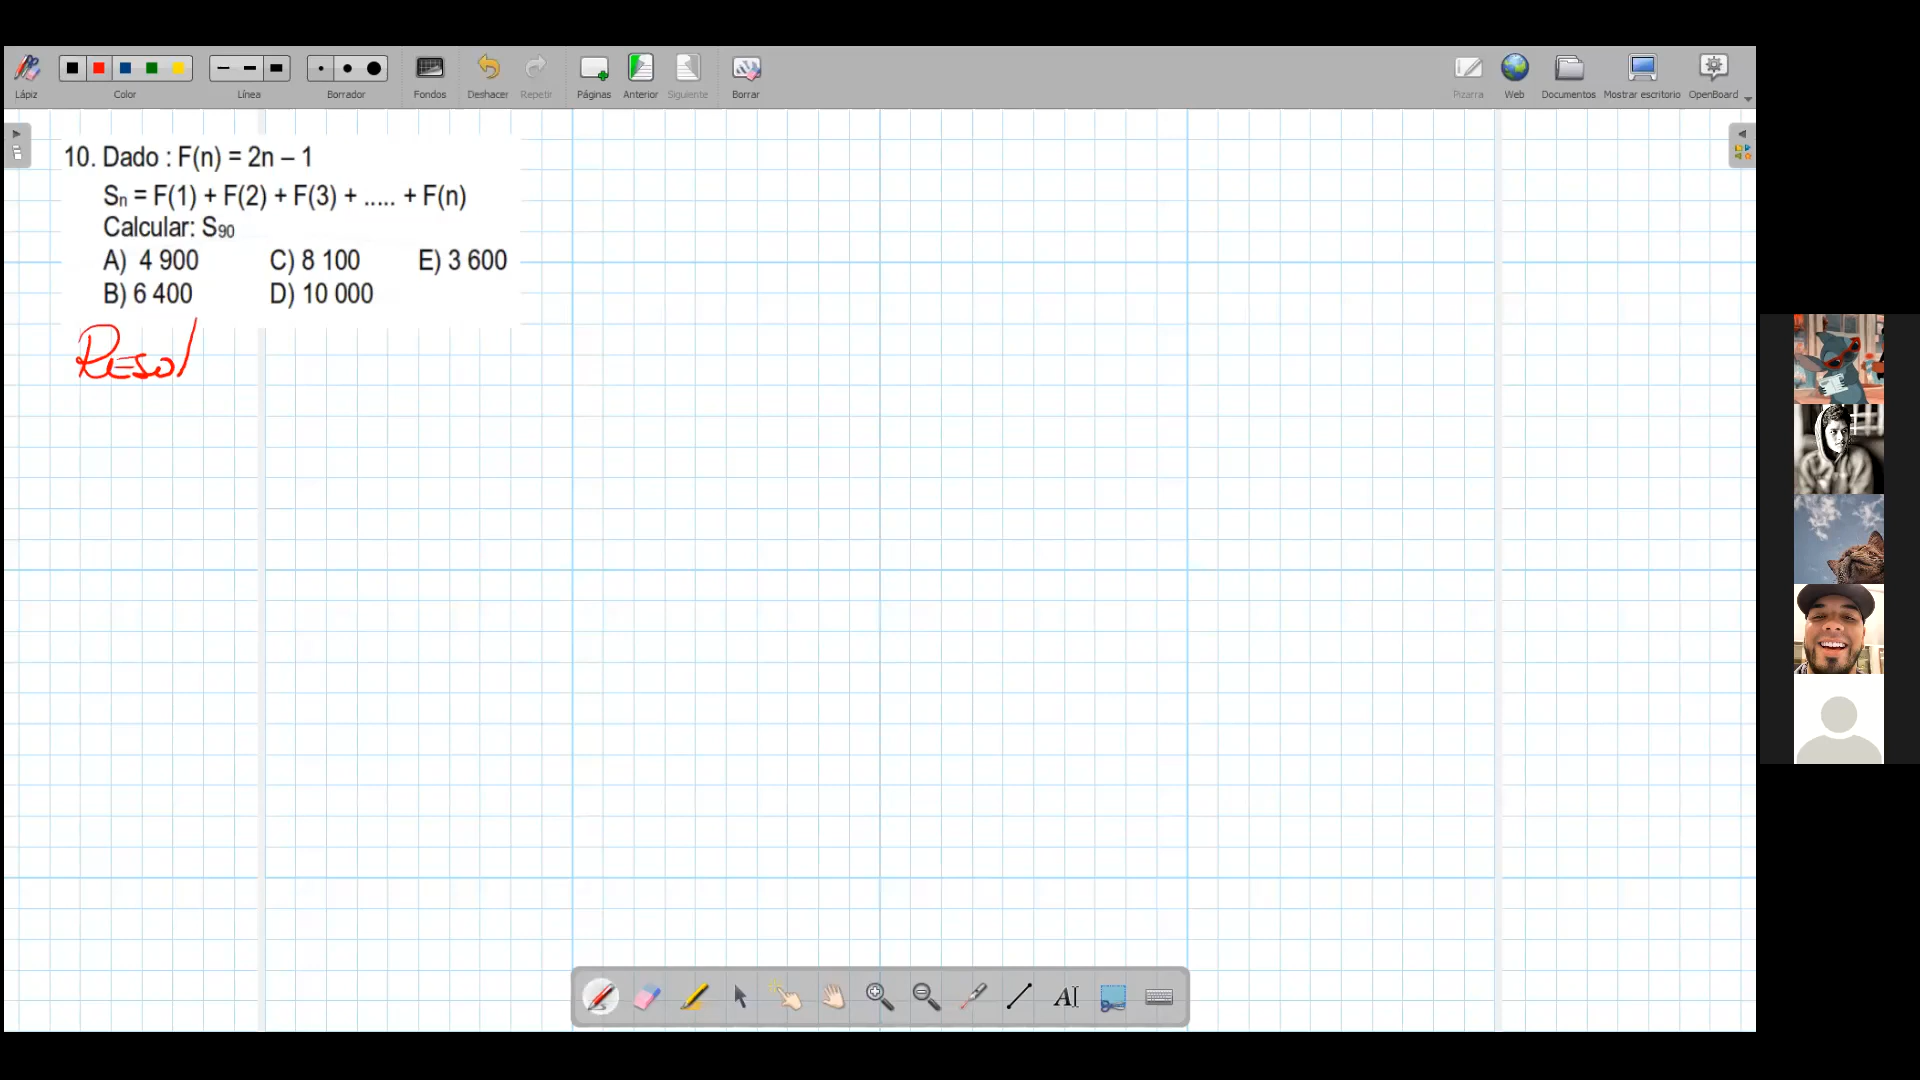 Lápiz
Color
Línea
Borrador
Fondos
Deshacer
Repetir
Páginas
Anterior
Siguiente
Borrar
Pizarra
Web
Documentos
Mostrar escritorio
OpenBoard
10. Dado : F(n) = 2n – 1
Sn = F(1) + F(2) + F(3) + ..... + F(n)
Calcular: S90
A) 4 900 C) 8 100 E) 3 600
B) 6 400 D) 10 000
Resol